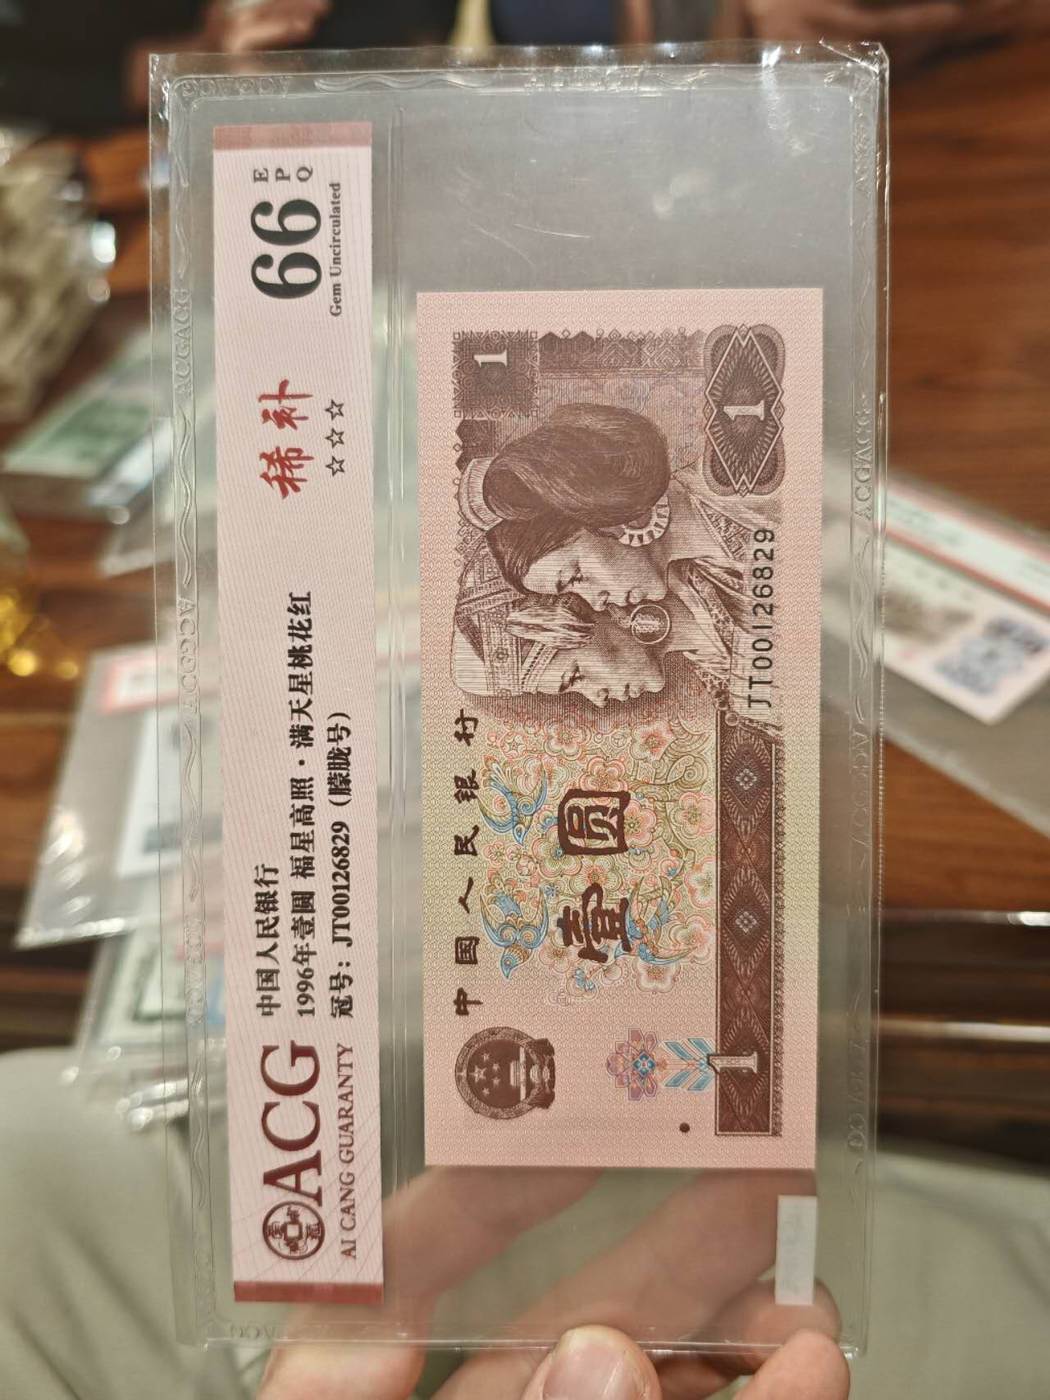 ACG
AI CANG GUARANTY
中国人民银行
1996年壹圆 福星高照·满天星桃花红
冠号: JT00126829 (朦胧号)
稀补
☆☆☆
66
EPQ
Gem Uncirculated
中国人民银行
壹圆
1
1
1
JT00126829